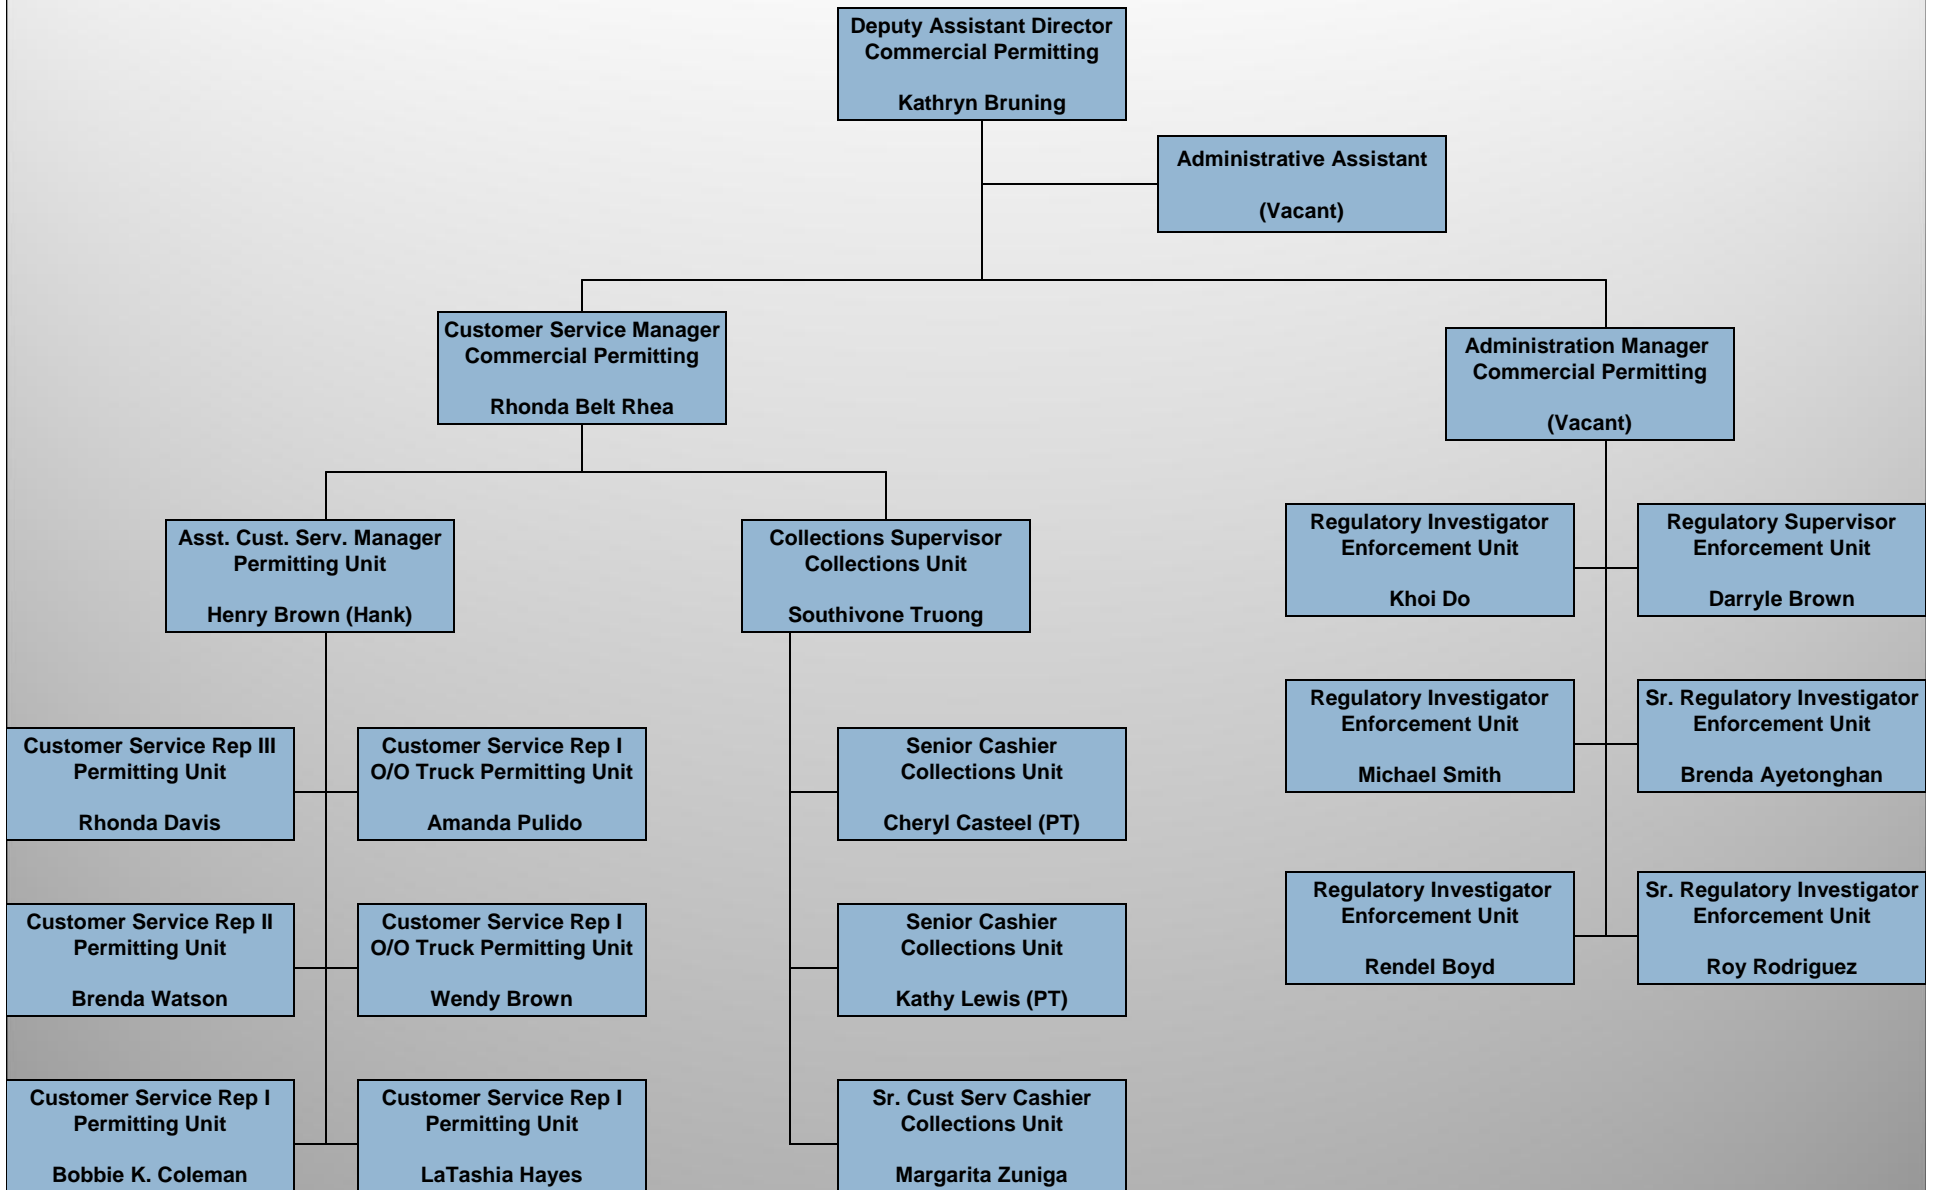 Deputy Assistant Director
Commercial Permitting
Kathryn Bruning
Administrative Assistant
(Vacant)
Customer Service Manager
Commercial Permitting
Rhonda Belt Rhea
Administration Manager
Commercial Permitting
(Vacant)
Asst. Cust. Serv. Manager
Permitting Unit
Henry Brown (Hank)
Collections Supervisor
Collections Unit
Southivone Truong
Regulatory Investigator
Enforcement Unit
Khoi Do
Regulatory Supervisor
Enforcement Unit
Darryle Brown
Regulatory Investigator
Enforcement Unit
Michael Smith
Sr. Regulatory Investigator
Enforcement Unit
Brenda Ayetonghan
Customer Service Rep III
Permitting Unit
Rhonda Davis
Customer Service Rep I
O/O Truck Permitting Unit
Amanda Pulido
Senior Cashier
Collections Unit
Cheryl Casteel (PT)
Regulatory Investigator
Enforcement Unit
Rendel Boyd
Sr. Regulatory Investigator
Enforcement Unit
Roy Rodriguez
Customer Service Rep II
Permitting Unit
Brenda Watson
Customer Service Rep I
O/O Truck Permitting Unit
Wendy Brown
Senior Cashier
Collections Unit
Kathy Lewis (PT)
Customer Service Rep I
Permitting Unit
Bobbie K. Coleman
Customer Service Rep I
Permitting Unit
LaTashia Hayes
Sr. Cust Serv Cashier
Collections Unit
Margarita Zuniga